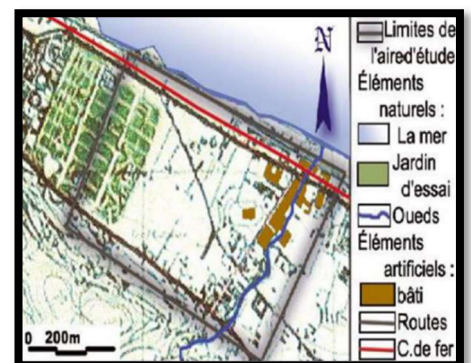 N
0 200m
Limites de
l'aired'étude
Éléments
naturels :
La mer
Jardin
d'essai
Oueds
Éléments
artificiels :
bâti
Routes
C.de fer